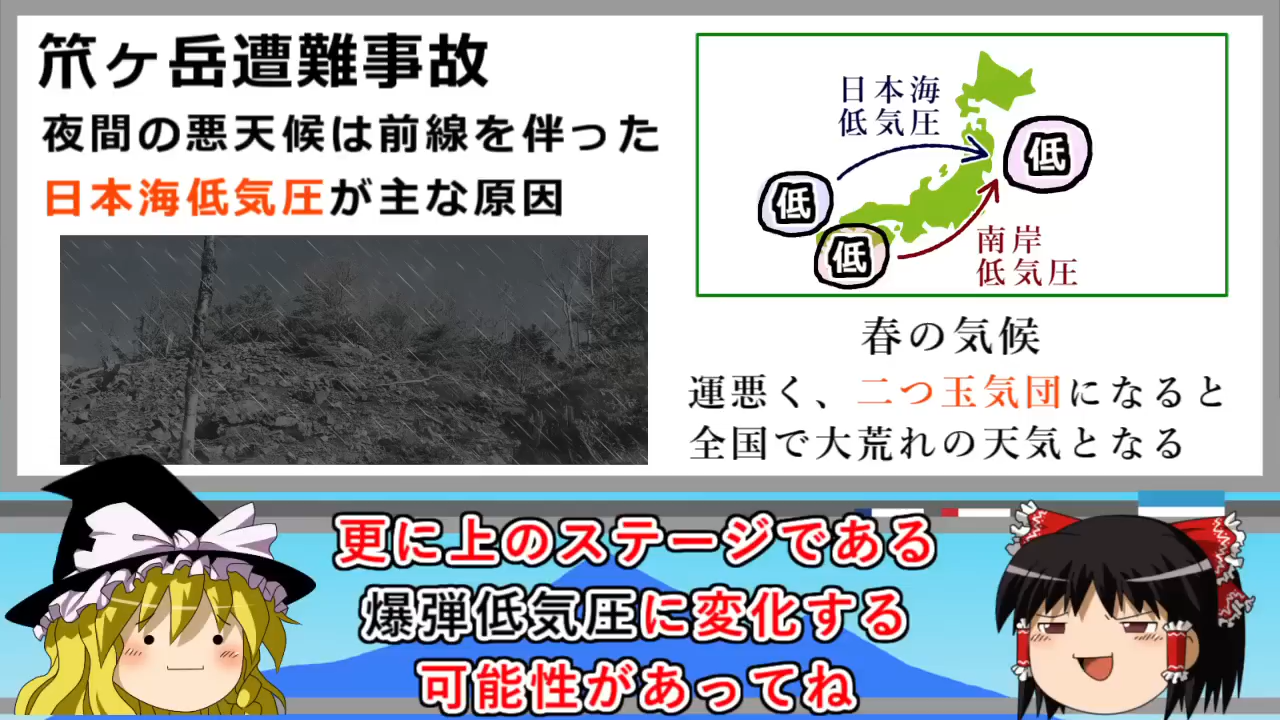 笊ヶ岳遭難事故
夜間の悪天候は前線を伴った
日本海低気圧が主な原因
日本海
低気圧
低
低
低
南岸
低気圧
春の気候
運悪く、二つ玉気団になると
全国で大荒れの天気となる
更に上のステージである
爆弾低気圧に変化する
可能性があってね